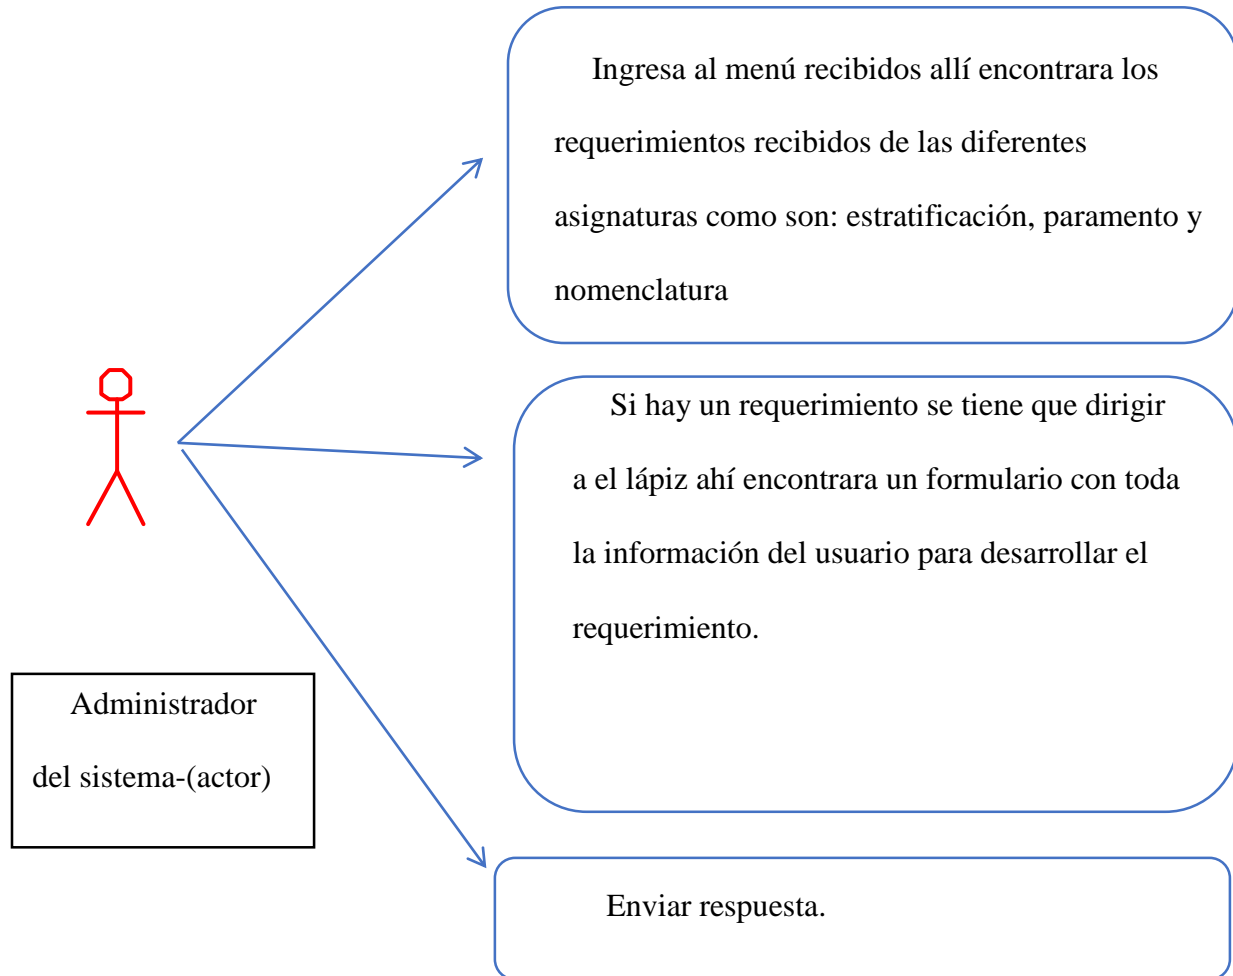 Ingresa al menú recibidos allí encontrara los
requerimientos recibidos de las diferentes
asignaturas como son: estratificación, paramento y
nomenclatura
Si hay un requerimiento se tiene que dirigir
a el lápiz ahí encontrara un formulario con toda
la información del usuario para desarrollar el
requerimiento.
Administrador
del sistema-(actor)
Enviar respuesta.